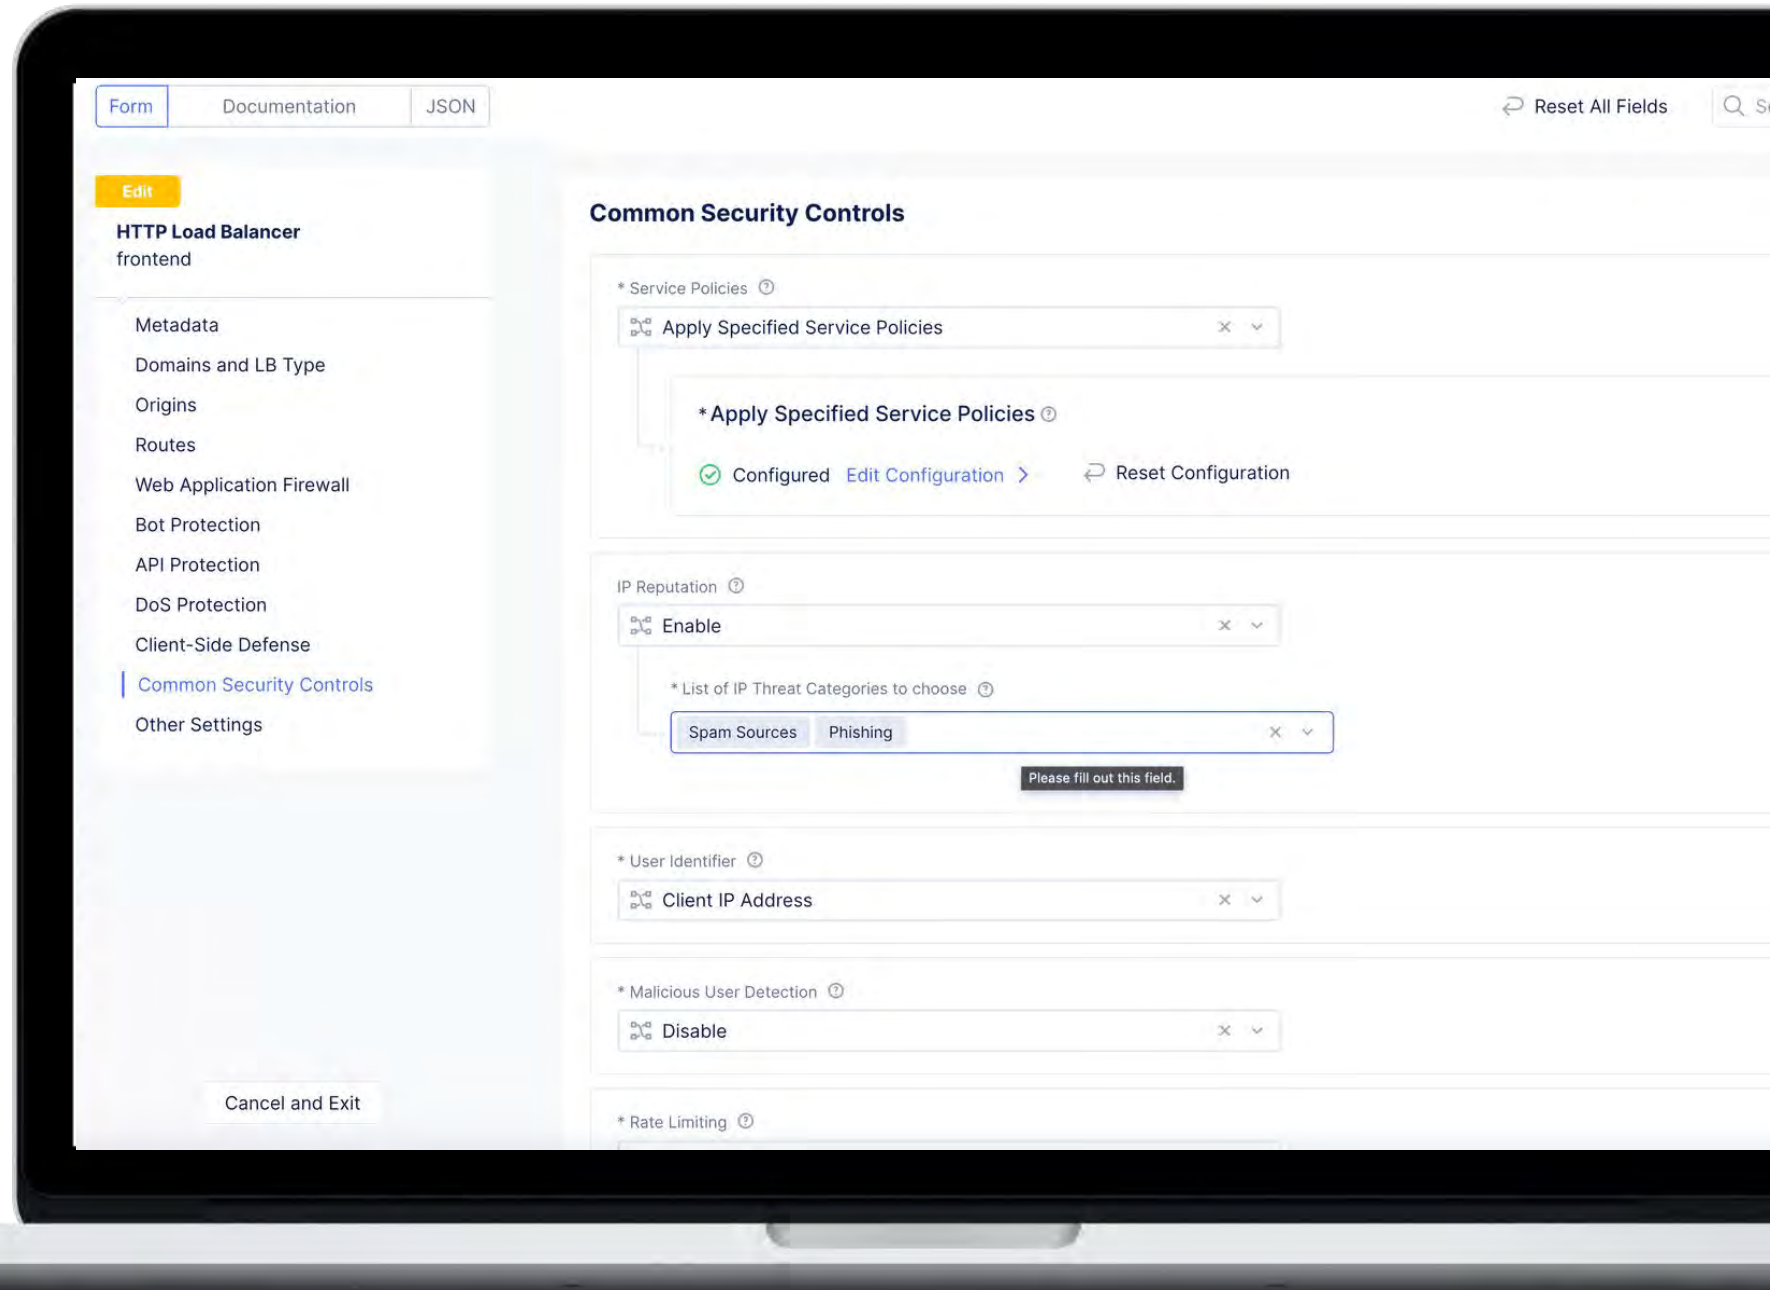 Form Documentation JSON
Reset All Fields
Edit
HTTP Load Balancer
frontend
Metadata
Domains and LB Type
Origins
Routes
Web Application Firewall
Bot Protection
API Protection
DoS Protection
Client-Side Defense
Common Security Controls
Other Settings
Cancel and Exit
Common Security Controls
* Service Policies
Apply Specified Service Policies
* Apply Specified Service Policies
Configured Edit Configuration > Reset Configuration
IP Reputation
Enable
* List of IP Threat Categories to choose
Spam Sources Phishing
Please fill out this field.
* User Identifier
Client IP Address
* Malicious User Detection
Disable
* Rate Limiting